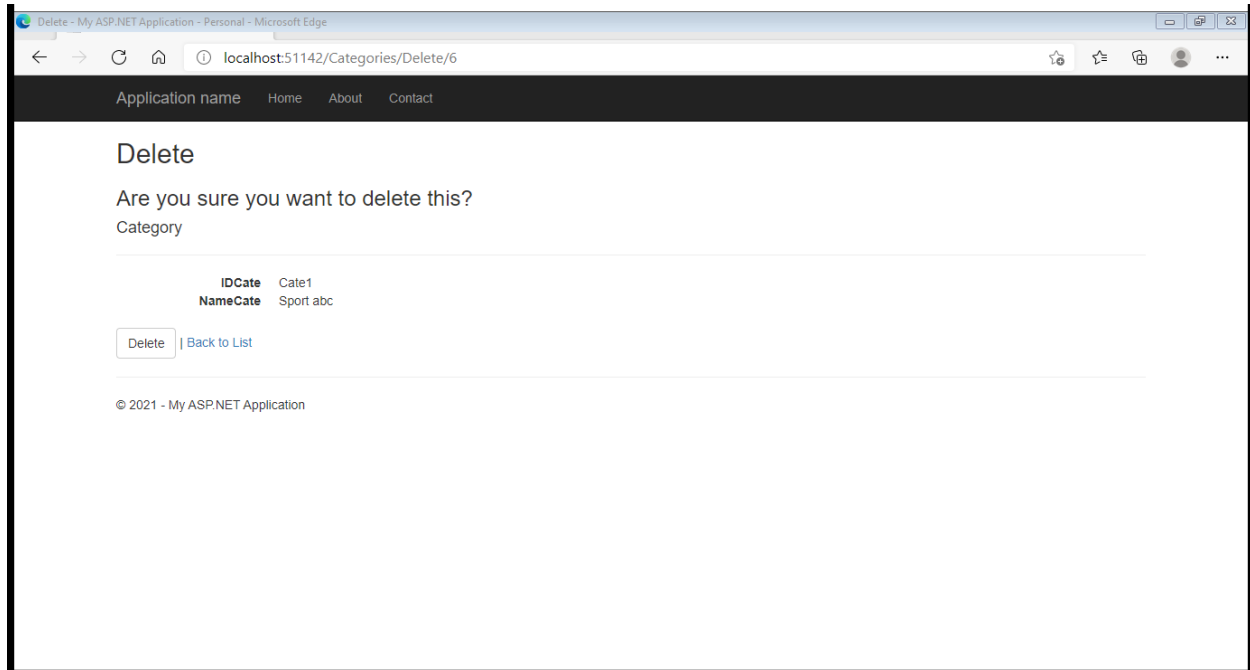 Delete - My ASP.NET Application - Personal - Microsoft Edge
localhost:51142/Categories/Delete/6
Application name Home About Contact
Delete
Are you sure you want to delete this?
Category
IDCate Cate1
NameCate Sport abc
Delete | Back to List
© 2021 - My ASP.NET Application